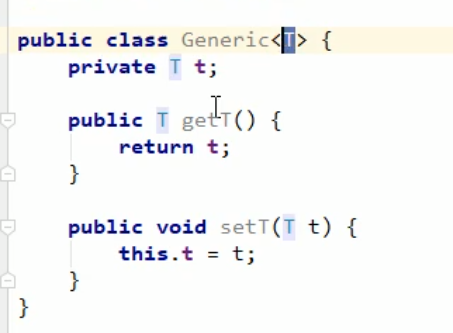 public class Generic<T> {
    private T t;

    public T getT() {
        return t;
    }

    public void setT(T t) {
        this.t = t;
    }
}